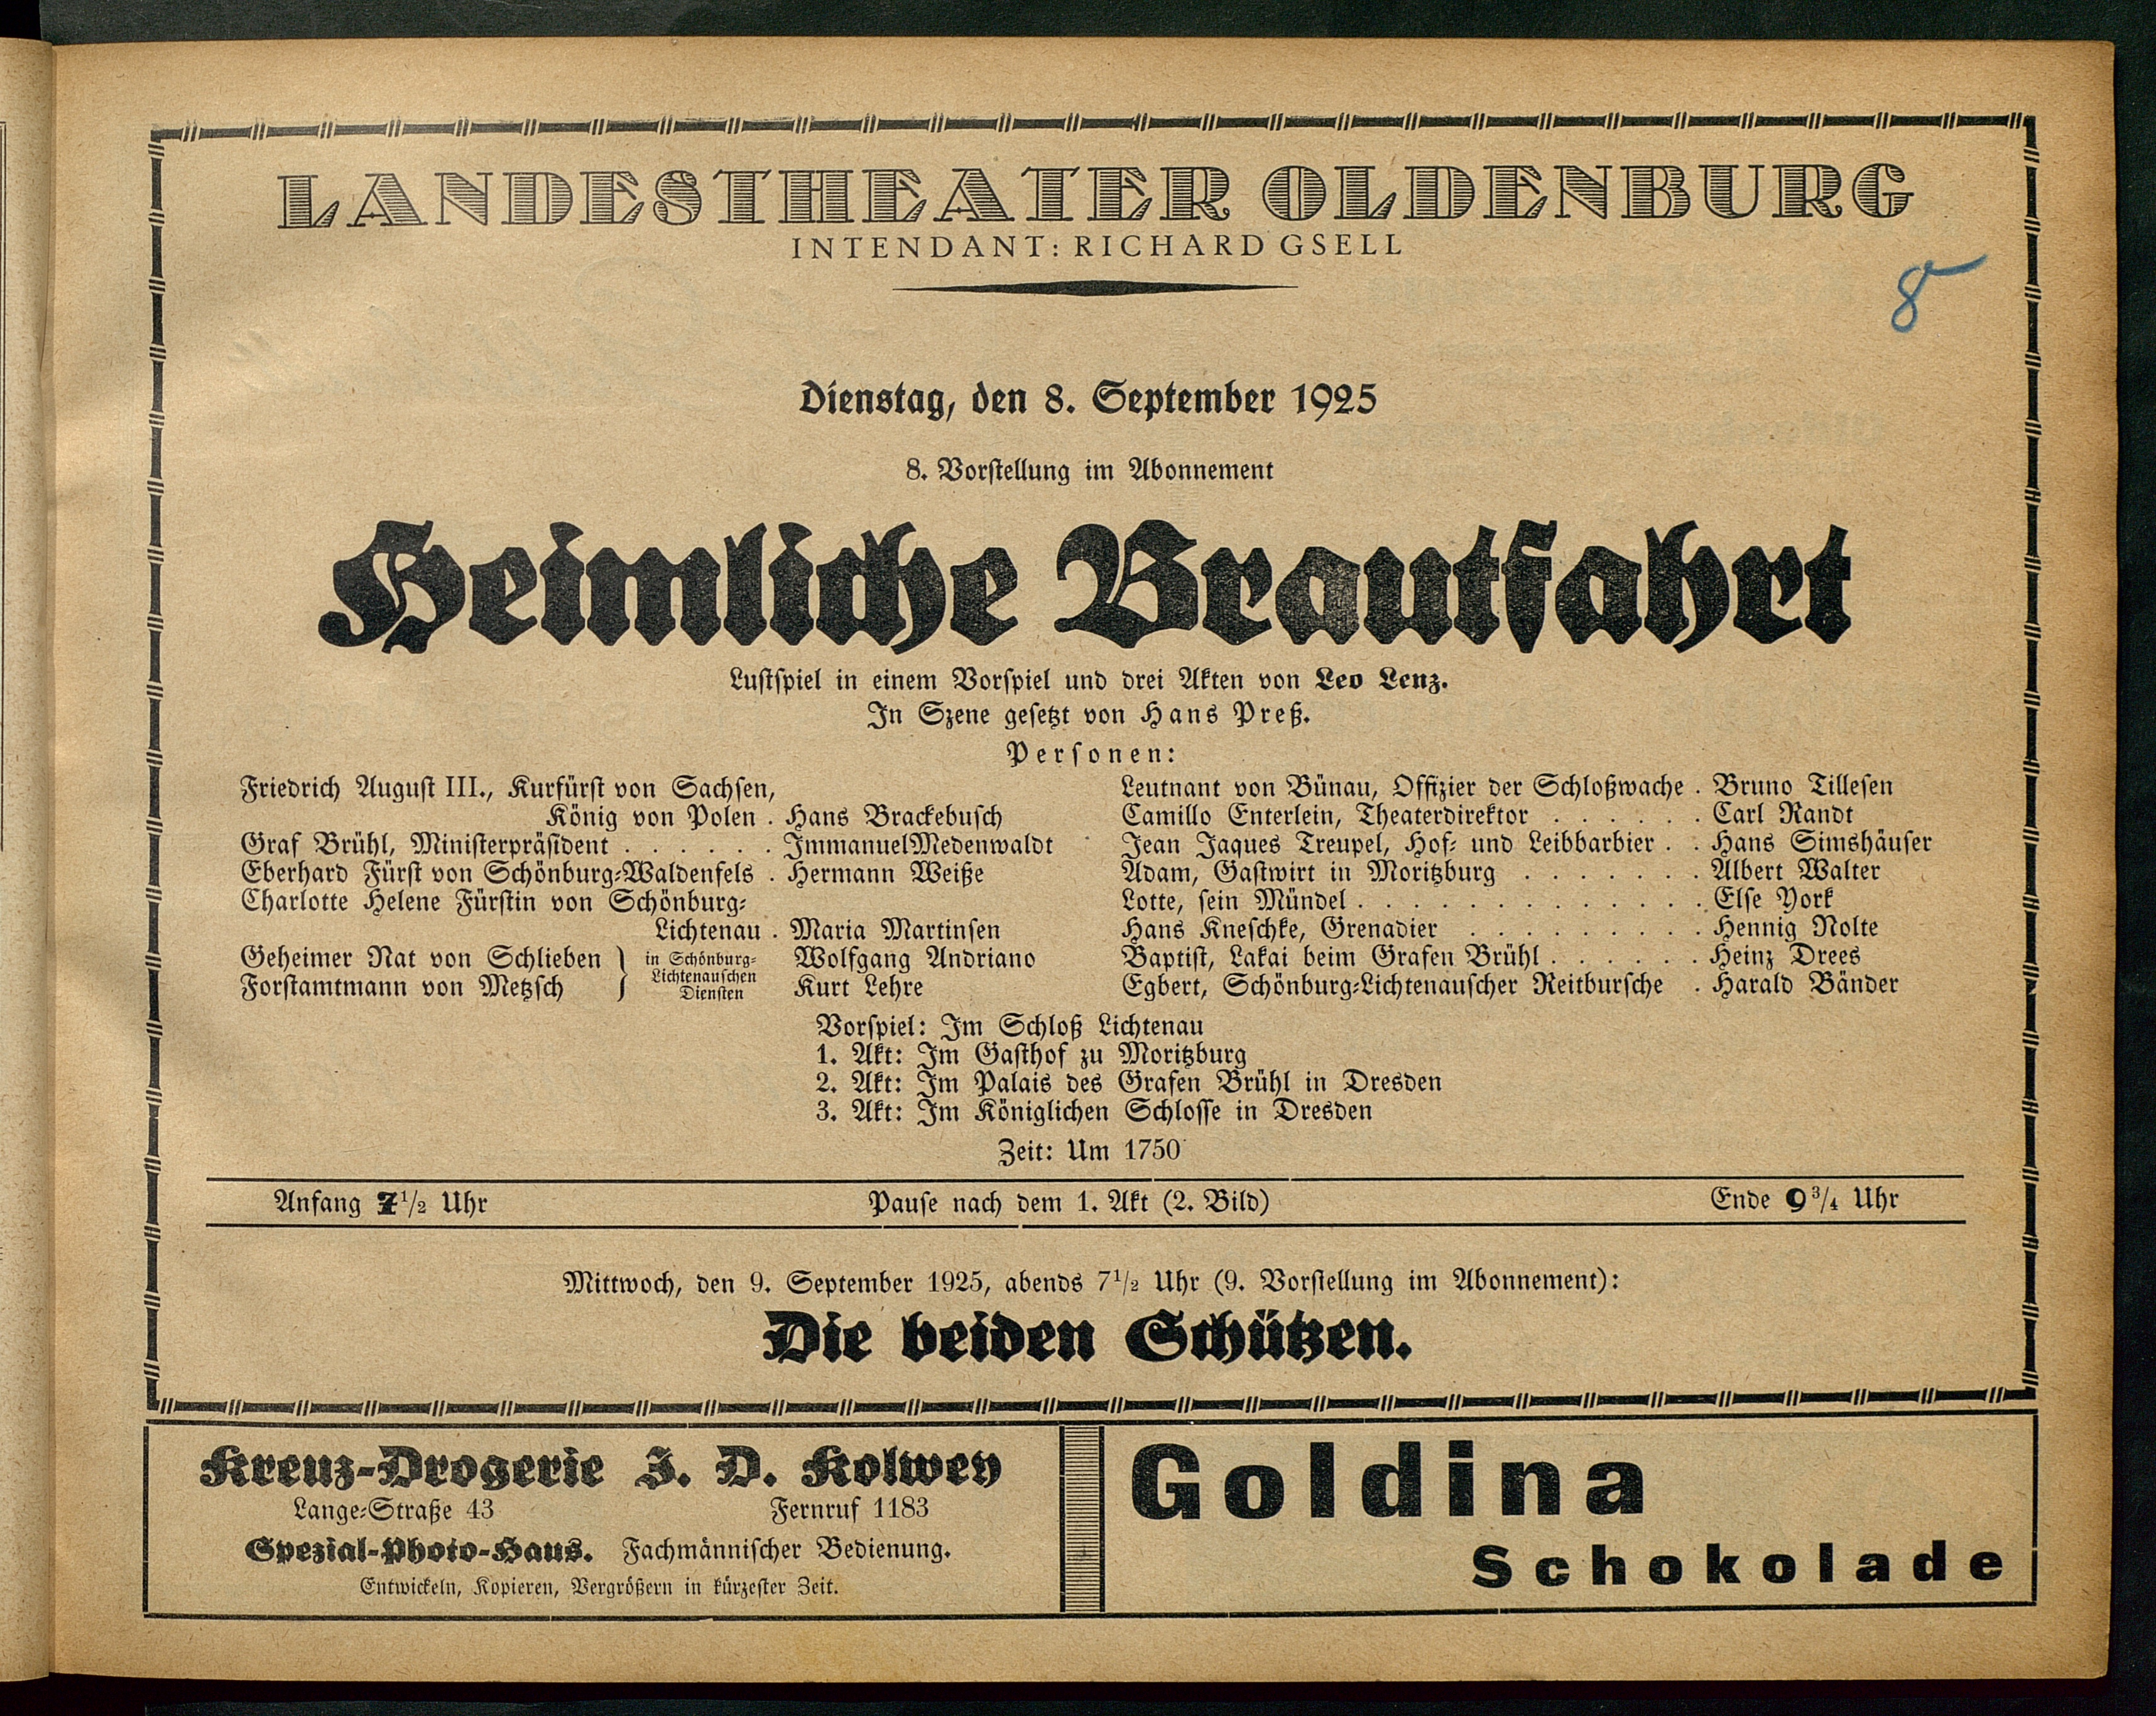 LANDESTHEATER OLDENBURG
INTENDANT: RICHARD GSELL
8
Dienstag, den 8. September 1925
8. Vorstellung im Abonnement
Heimliche Brautfahrt
Lustspiel in einem Vorspiel und drei Akten von Leo Lenz.
In Szene gesetzt von Hans Preß.
Personen:
Friedrich August III., Kurfürst von Sachsen,
König von Polen . Hans Brackebusch
Graf Brühl, Ministerpräsident . . . . . . Immanuel Medenwaldt
Eberhard Fürst von Schönburg-Waldenfels . Hermann Weiße
Charlotte Helene Fürstin von Schönburg-
Lichtenau . Maria Martinsen
Geheimer Rat von Schlieben } in Schönburg-Lichtenauschen Diensten Wolfgang Andriano
Forstamtmann von Metzsch Kurt Lehre
Leutnant von Bünau, Offizier der Schloßwache . Bruno Tillesen
Camillo Enterlein, Theaterdirektor . . . . . . Carl Randt
Jean Jaques Treupel, Hof- und Leibbarbier . . Hans Simshäuser
Adam, Gastwirt in Moritzburg . . . . . . . Albert Walter
Lotte, sein Mündel . . . . . . . . . . . . . Else York
Hans Kneschke, Grenadier . . . . . . . . . Hennig Nolte
Baptist, Lakai beim Grafen Brühl . . . . . . Heinz Drees
Egbert, Schönburg-Lichtenauscher Reitbursche . Harald Bänder
Vorspiel: Im Schloß Lichtenau
1. Akt: Im Gasthof zu Moritzburg
2. Akt: Im Palais des Grafen Brühl in Dresden
3. Akt: Im Königlichen Schlosse in Dresden
Zeit: Um 1750
Anfang 7 1/2 Uhr Pause nach dem 1. Akt (2. Bild) Ende 9 3/4 Uhr
Mittwoch, den 9. September 1925, abends 7 1/2 Uhr (9. Vorstellung im Abonnement):
Die beiden Schützen.
Kreuz-Drogerie J. D. Kolwey
Lange-Straße 43 Fernruf 1183
Spezial-Photo-Haus. Fachmännischer Bedienung.
Entwickeln, Kopieren, Vergrößern in kürzester Zeit.
Goldina
Schokolade